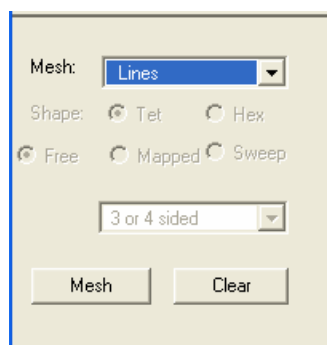 Mesh: Lines
Shape: Tet Hex
Free Mapped Sweep
3 or 4 sided
Mesh Clear